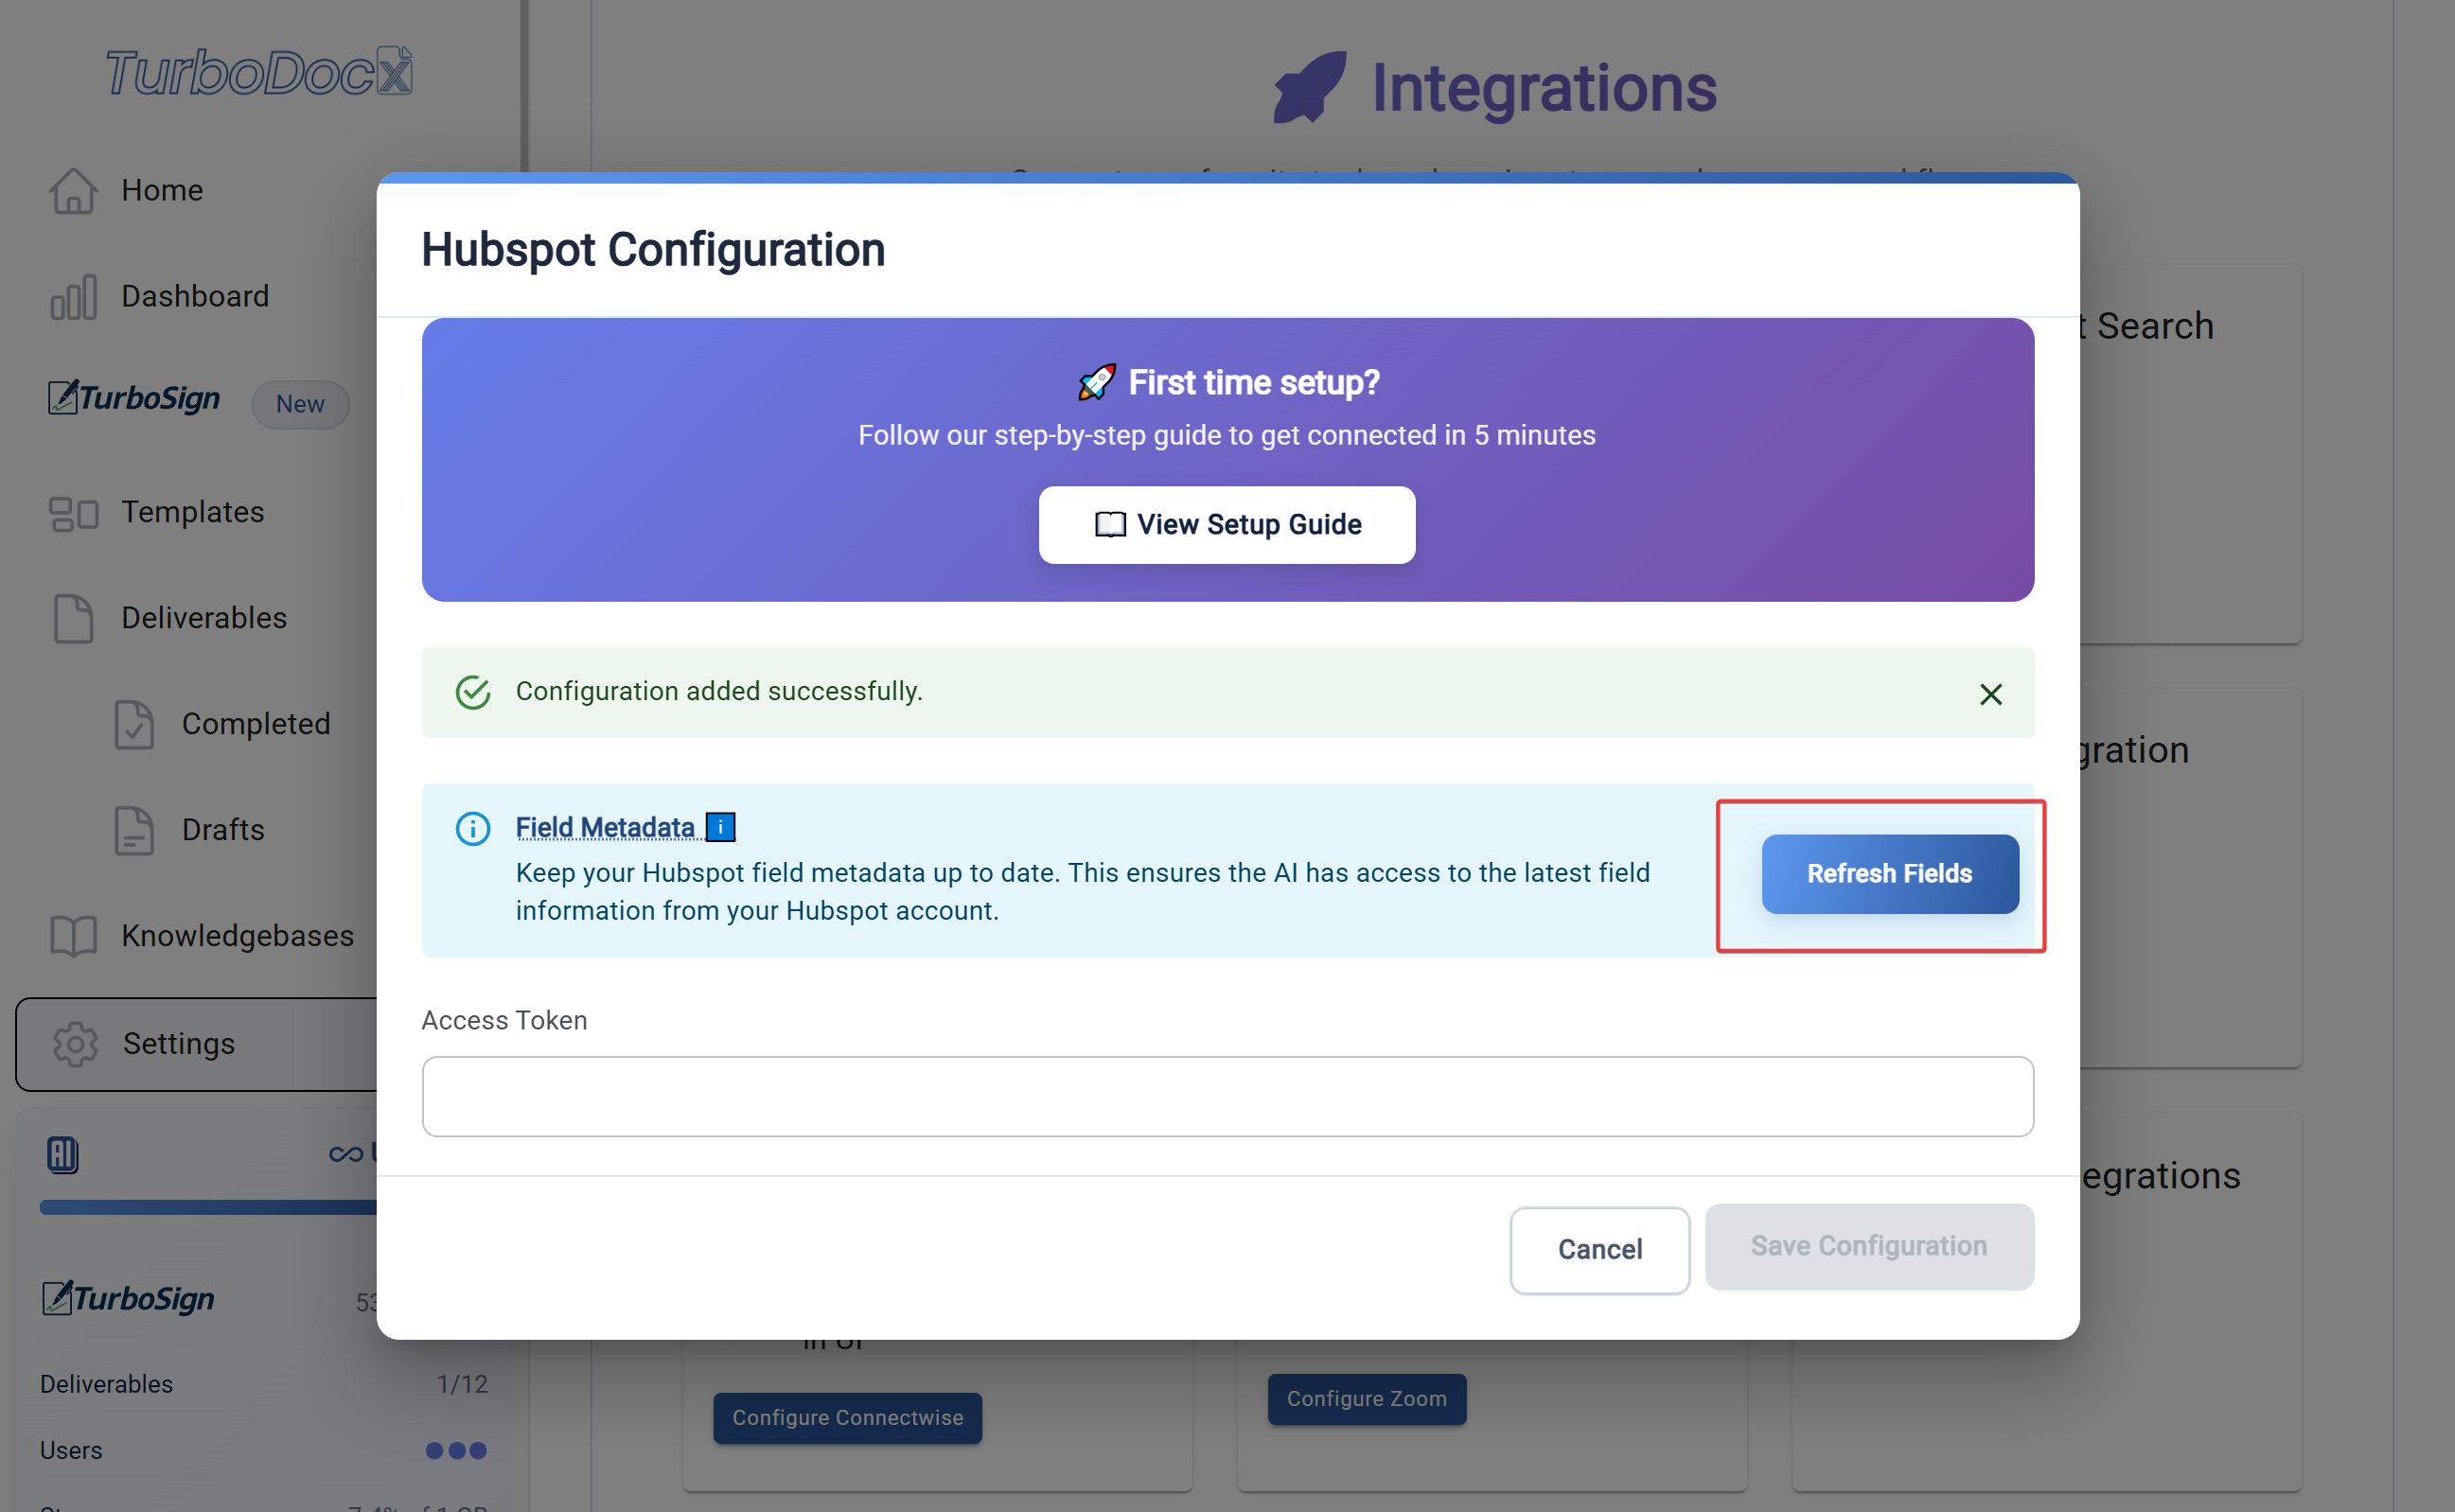 TurboDocX
Home
Dashboard
TurboSign
New
Templates
Deliverables
Completed
Drafts
Knowledgebases
Settings
AI
TurboSign
53
Deliverables
1/12
Users
Integrations
Hubspot Configuration
🚀 First time setup?
Follow our step-by-step guide to get connected in 5 minutes
📖 View Setup Guide
Configuration added successfully.
Field Metadata ℹ️
Keep your Hubspot field metadata up to date. This ensures the AI has access to the latest field
information from your Hubspot account.
Refresh Fields
Access Token
Cancel
Save Configuration
Search
gration
egrations
in UI
Configure Connectwise
Configure Zoom